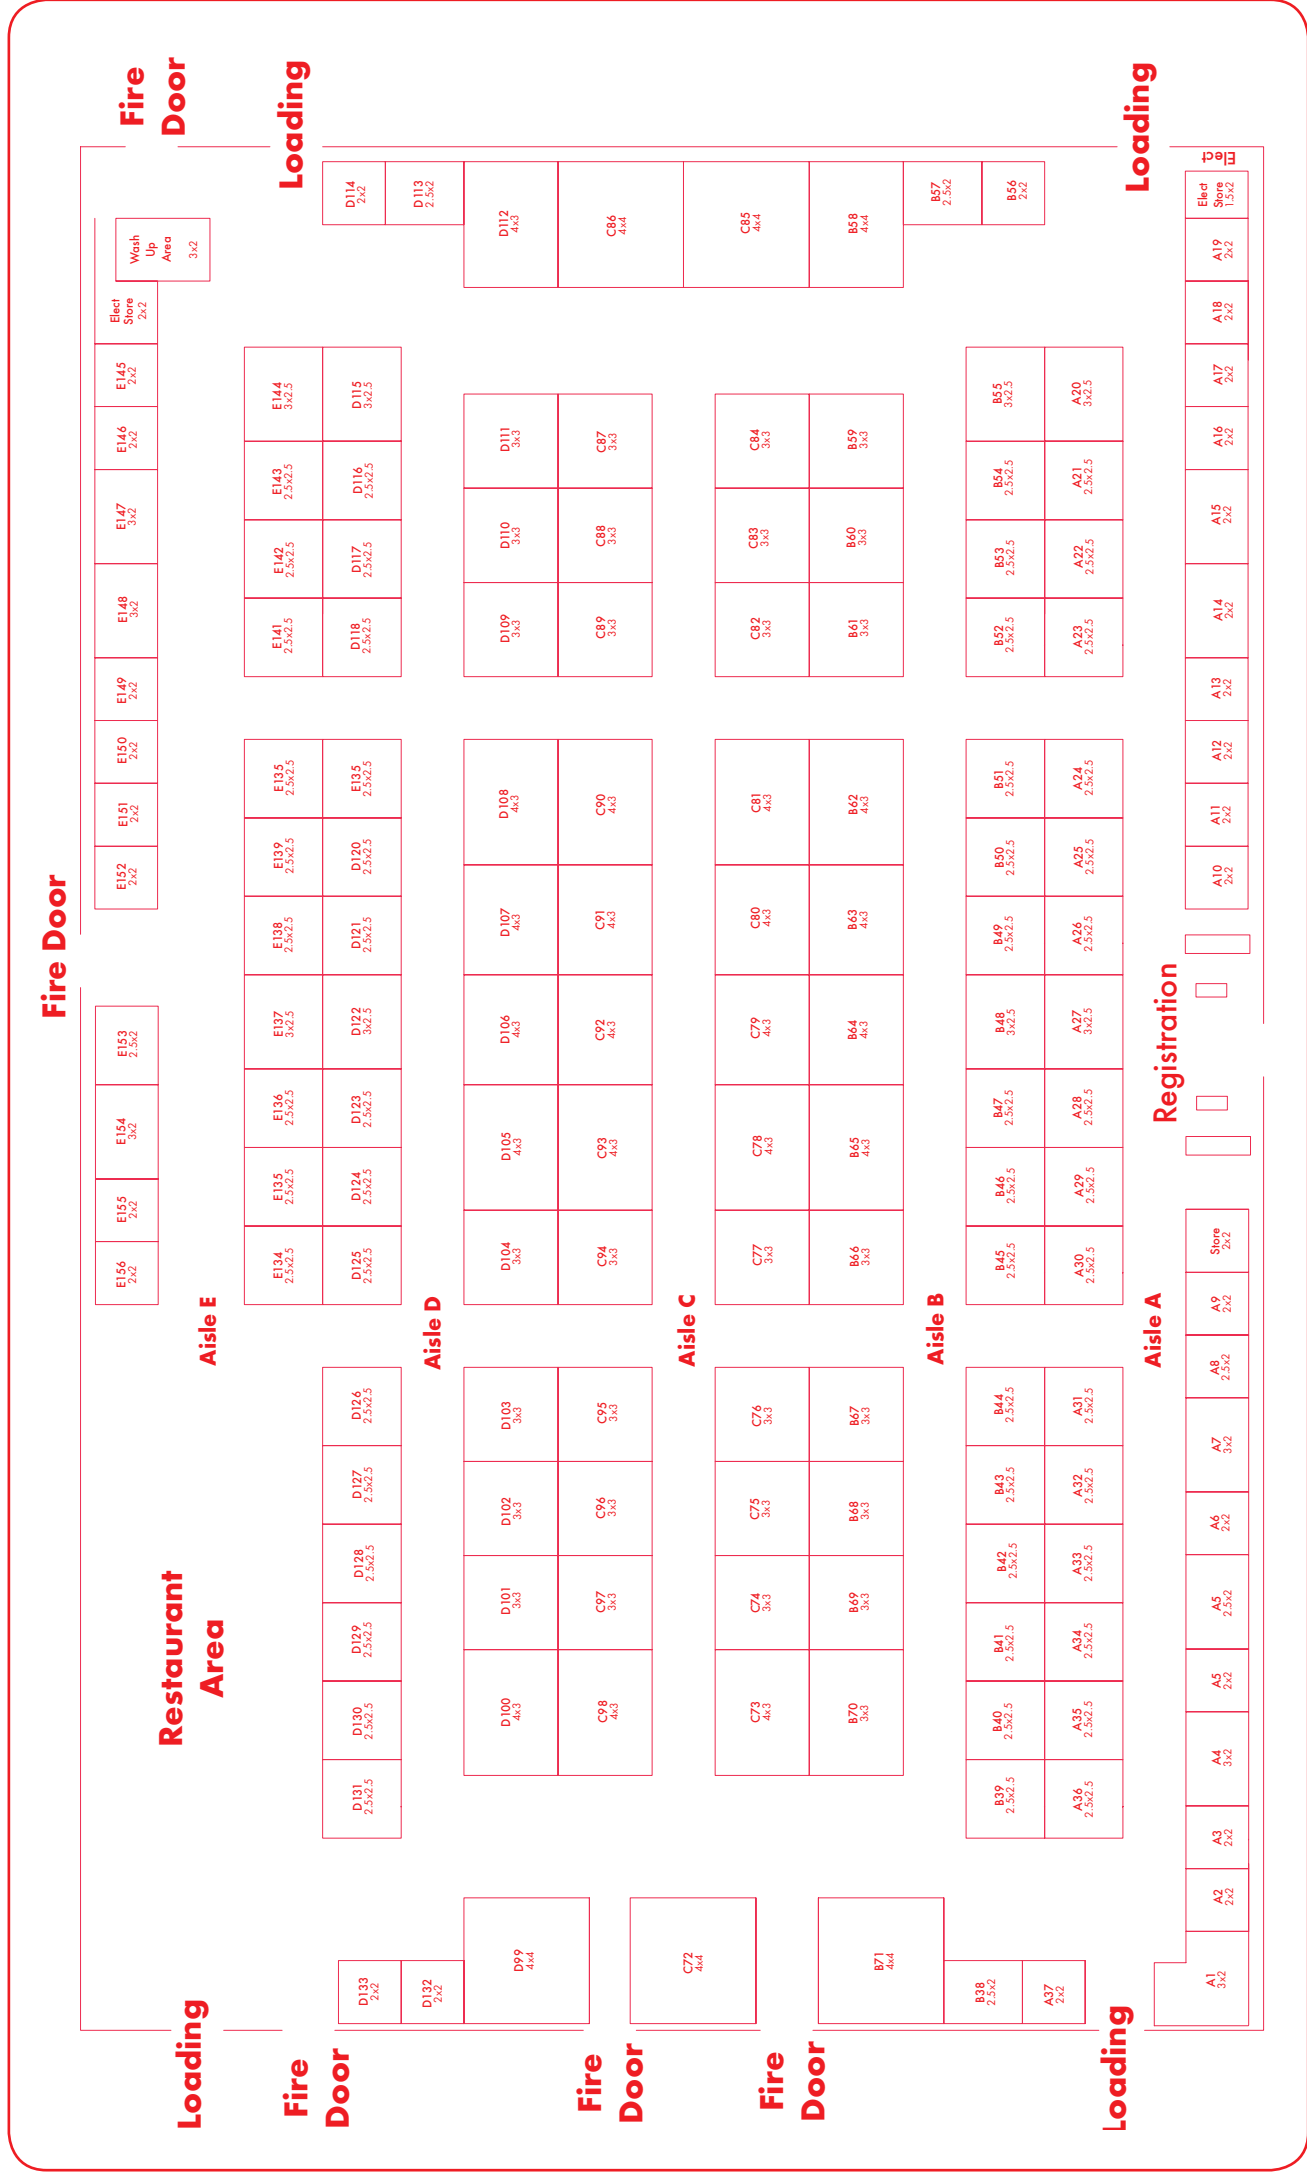 Fire
Door
Loading
Loading
Elect
Elect
Store
1.5x2
D114
2x2
D113
2.5x2
D112
4x3
C86
4x4
C85
4x4
B58
4x4
B57
2.5x2
B56
2x2
Wash
Up
Area
3x2
Elect
Store
2x2
E145
2x2
E146
2x2
E147
3x2
E148
3x2
E149
2x2
E150
2x2
E151
2x2
E152
2x2
Fire Door
E153
2.5x2
E154
3x2
E155
2x2
E156
2x2
Aisle E
E144
3x2.5
E143
2.5x2.5
E142
2.5x2.5
E141
2.5x2.5
E135
2.5x2.5
E139
2.5x2.5
E138
2.5x2.5
E137
3x2.5
E136
2.5x2.5
E135
2.5x2.5
E134
2.5x2.5
D115
3x2.5
D116
2.5x2.5
D117
2.5x2.5
D118
2.5x2.5
E135
2.5x2.5
D120
2.5x2.5
D121
2.5x2.5
D122
3x2.5
D123
2.5x2.5
D124
2.5x2.5
D125
2.5x2.5
D126
2.5x2.5
D127
2.5x2.5
D128
2.5x2.5
D129
2.5x2.5
D130
2.5x2.5
D131
2.5x2.5
Restaurant
Area
Aisle D
D111
3x3
D110
3x3
D109
3x3
D108
4x3
D107
4x3
D106
4x3
D105
4x3
D104
3x3
D103
3x3
D102
3x3
D101
3x3
D100
4x3
C87
3x3
C88
3x3
C89
3x3
C90
4x3
C91
4x3
C92
4x3
C93
4x3
C94
3x3
C95
3x3
C96
3x3
C97
3x3
C98
4x3
Aisle C
C84
3x3
C83
3x3
C82
3x3
C81
4x3
C80
4x3
C79
4x3
C78
4x3
C77
3x3
C76
3x3
C75
3x3
C74
3x3
C73
4x3
B59
3x3
B60
3x3
B61
3x3
B62
4x3
B63
4x3
B64
4x3
B65
4x3
B66
3x3
B67
3x3
B68
3x3
B69
3x3
B70
3x3
Aisle B
B55
3x2.5
B54
2.5x2.5
B53
2.5x2.5
B52
2.5x2.5
B51
2.5x2.5
B50
2.5x2.5
B49
2.5x2.5
B48
3x2.5
B47
2.5x2.5
B46
2.5x2.5
B45
2.5x2.5
B44
2.5x2.5
B43
2.5x2.5
B42
2.5x2.5
B41
2.5x2.5
B40
2.5x2.5
B39
2.5x2.5
A20
3x2.5
A21
2.5x2.5
A22
2.5x2.5
A23
2.5x2.5
A24
2.5x2.5
A25
2.5x2.5
A26
2.5x2.5
A27
3x2.5
A28
2.5x2.5
A29
2.5x2.5
A30
2.5x2.5
A31
2.5x2.5
A32
2.5x2.5
A33
2.5x2.5
A34
2.5x2.5
A35
2.5x2.5
A36
2.5x2.5
Aisle A
Registration
A19
2x2
A18
2x2
A17
2x2
A16
2x2
A15
2x2
A14
2x2
A13
2x2
A12
2x2
A11
2x2
A10
2x2
Store
2x2
A9
2x2
A8
2.5x2
A7
3x2
A6
2x2
A5
2.5x2
A5
2x2
A4
3x2
A3
2x2
A2
2x2
A1
3x2
D133
2x2
D132
2x2
D99
4x4
C72
4x4
B71
4x4
B38
2.5x2
A37
2x2
Loading
Fire
Door
Fire
Door
Fire
Door
Loading